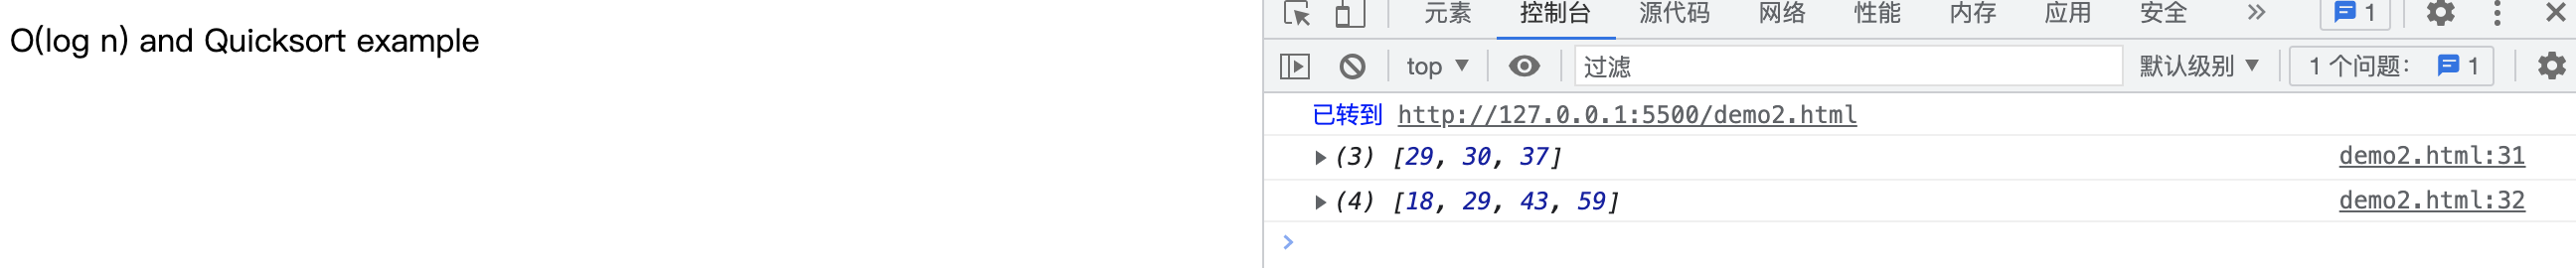 O(log n) and Quicksort example
元素 控制台 源代码 网络 性能 内存 应用 安全 » 1
top ▼ 过滤 默认级别 ▼ 1 个问题: 1
已转到 http://127.0.0.1:5500/demo2.html
▶(3) [29, 30, 37] demo2.html:31
▶(4) [18, 29, 43, 59] demo2.html:32